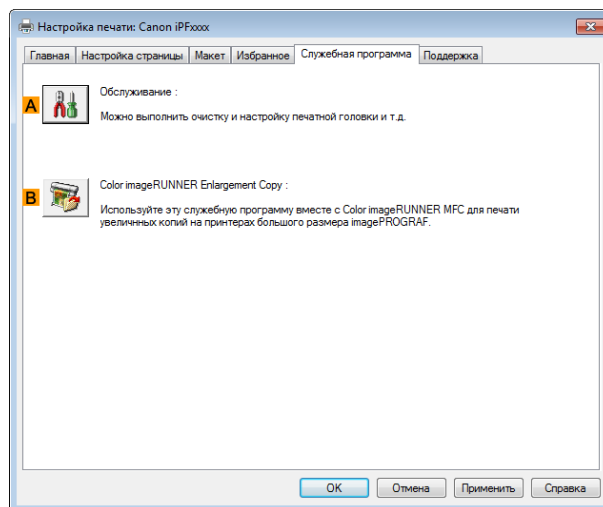 Настройка печати: Canon iPFxxxx
Главная Настройка страницы Макет Избранное Служебная программа Поддержка
A
Обслуживание :
Можно выполнить очистку и настройку печатной головки и т.д.
B
Color imageRUNNER Enlargement Copy :
Используйте эту служебную программу вместе с Color imageRUNNER MFC для печати
увеличнных копий на принтерах большого размера imagePROGRAF.
OK Отмена Применить Справка